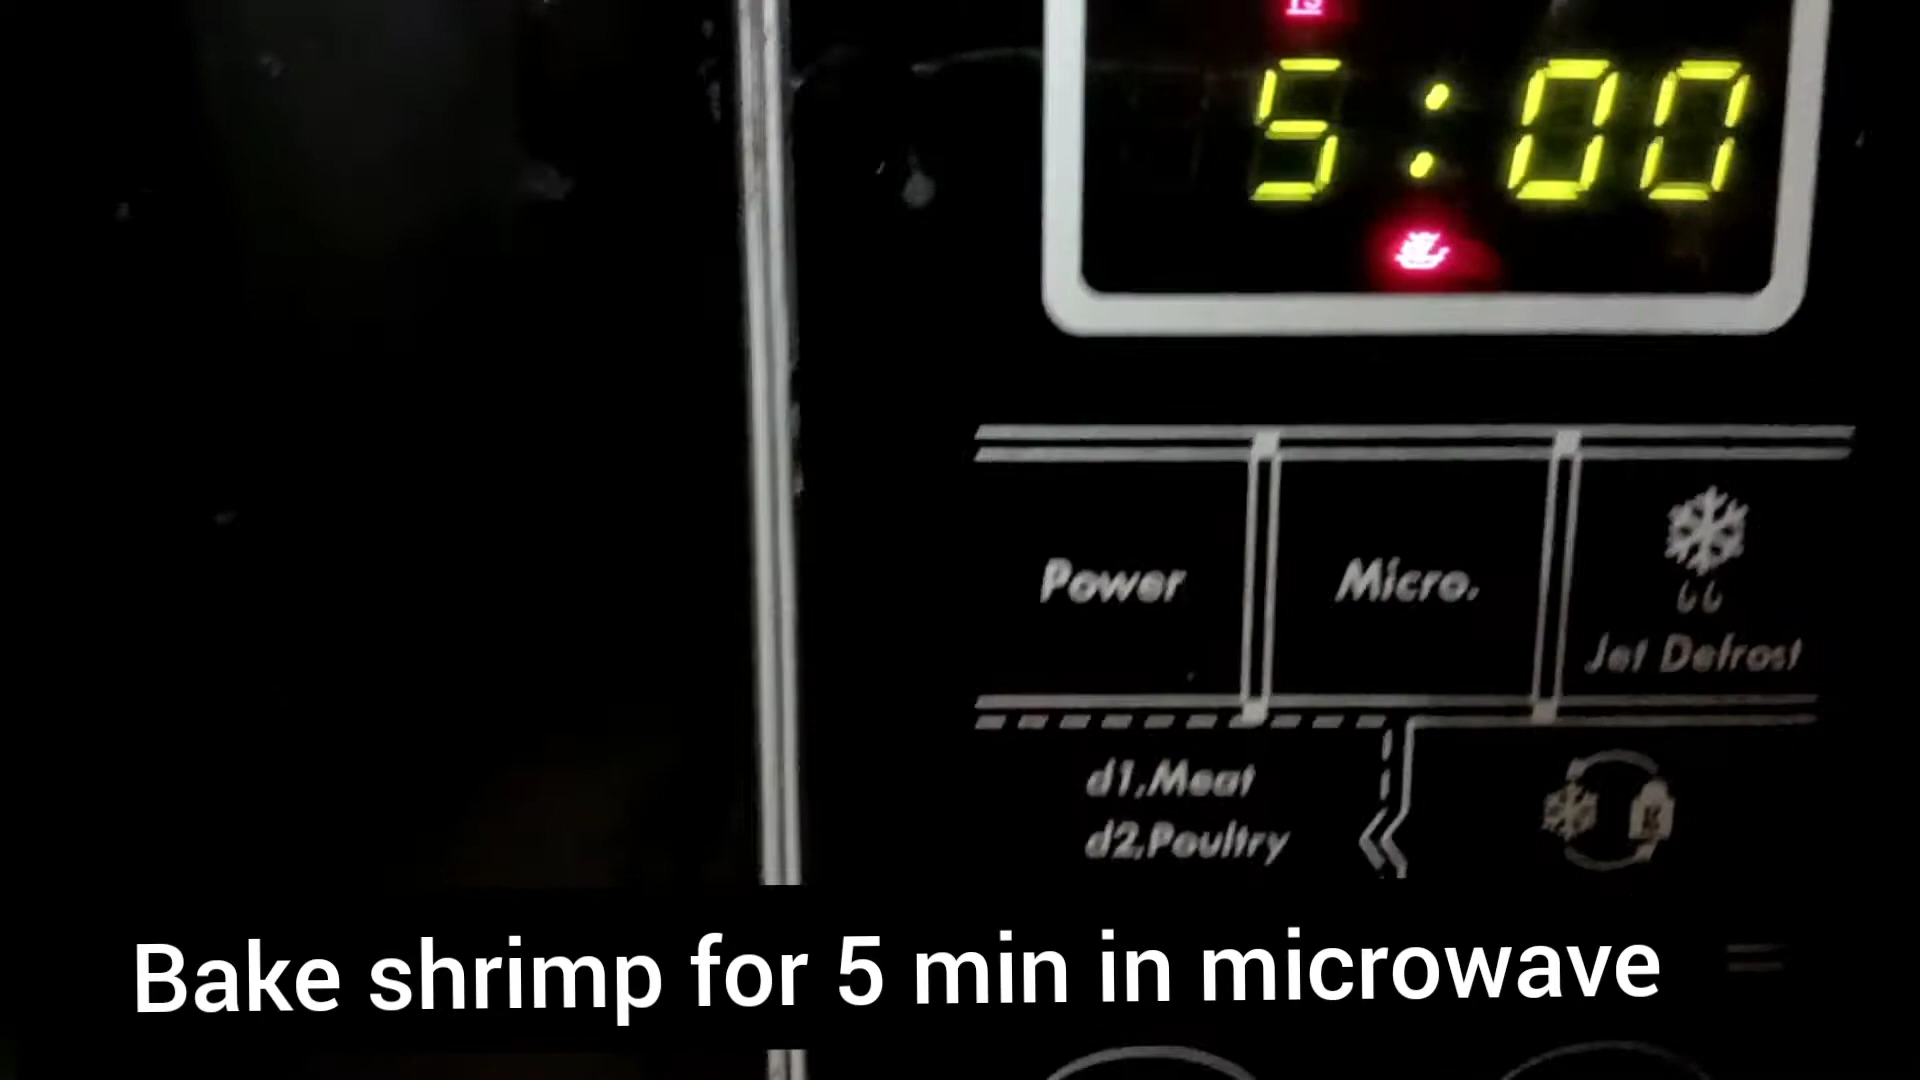 5:00
Power
Micro.
Jet Defrost
d1,Meat
d2,Poultry
Bake shrimp for 5 min in microwave